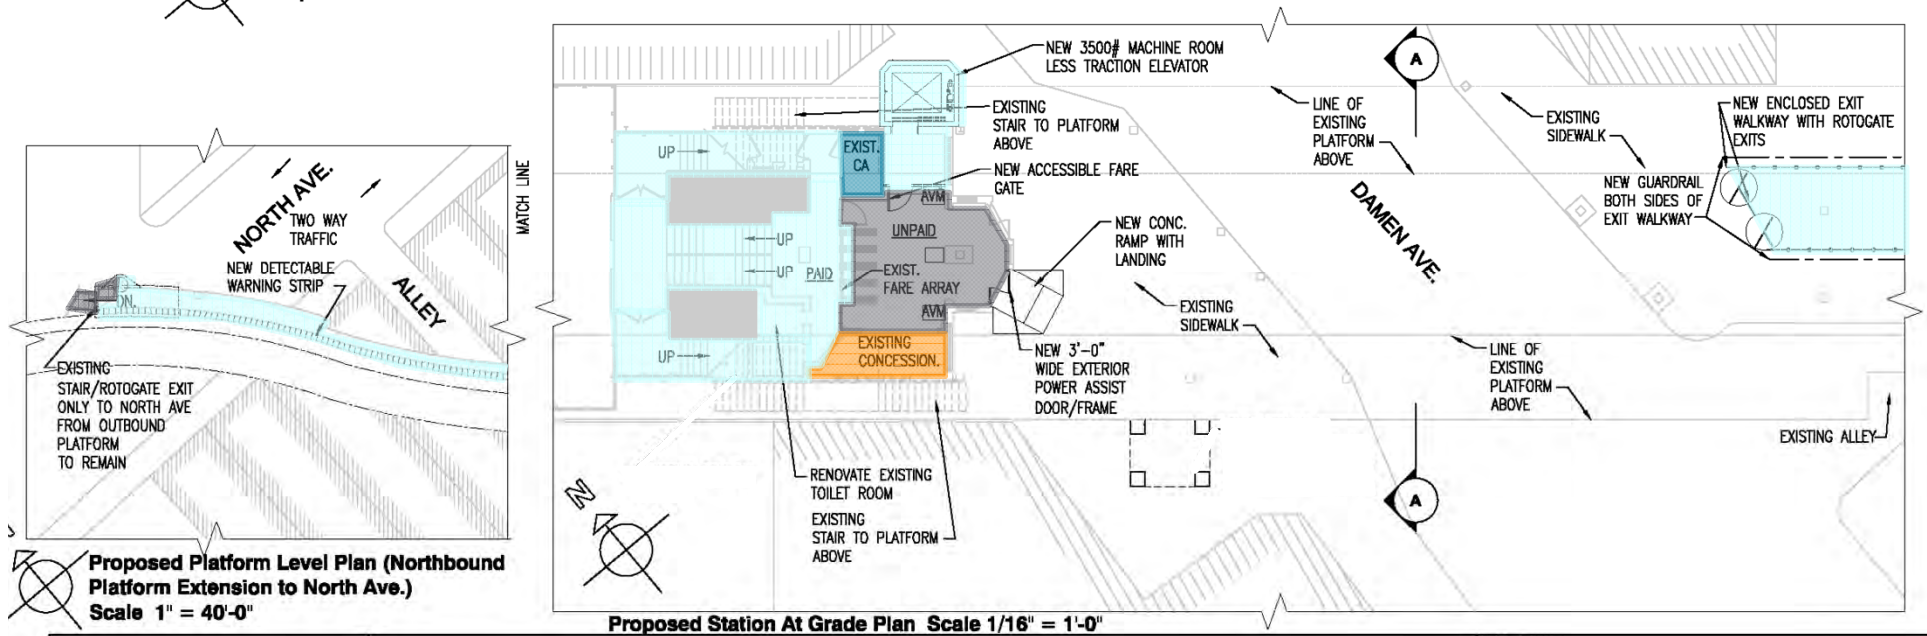 NORTH AVE.
TWO WAY
TRAFFIC
NEW DETECTABLE
WARNING STRIP
ALLEY
MATCH LINE
DN.
EXISTING
STAIR/ROTOGATE EXIT
ONLY TO NORTH AVE
FROM OUTBOUND
PLATFORM
TO REMAIN
Proposed Platform Level Plan (Northbound
Platform Extension to North Ave.)
Scale 1" = 40'-0"
NEW 3500# MACHINE ROOM
LESS TRACTION ELEVATOR
EXISTING
STAIR TO PLATFORM
ABOVE
NEW ACCESSIBLE FARE
GATE
UP
EXIST.
CA
AVM
UNPAID
UP
UP
PAID
EXIST.
FARE ARRAY
AVM
UP
EXISTING
CONCESSION.
NEW CONC.
RAMP WITH
LANDING
EXISTING
SIDEWALK
NEW 3'-0"
WIDE EXTERIOR
POWER ASSIST
DOOR/FRAME
RENOVATE EXISTING
TOILET ROOM
EXISTING
STAIR TO PLATFORM
ABOVE
N
LINE OF
EXISTING
PLATFORM
ABOVE
A
DAMEN AVE.
EXISTING
SIDEWALK
NEW ENCLOSED EXIT
WALKWAY WITH ROTOGATE
EXITS
NEW GUARDRAIL
BOTH SIDES OF
EXIT WALKWAY
LINE OF
EXISTING
PLATFORM
ABOVE
EXISTING ALLEY
A
Proposed Station At Grade Plan Scale 1/16" = 1'-0"